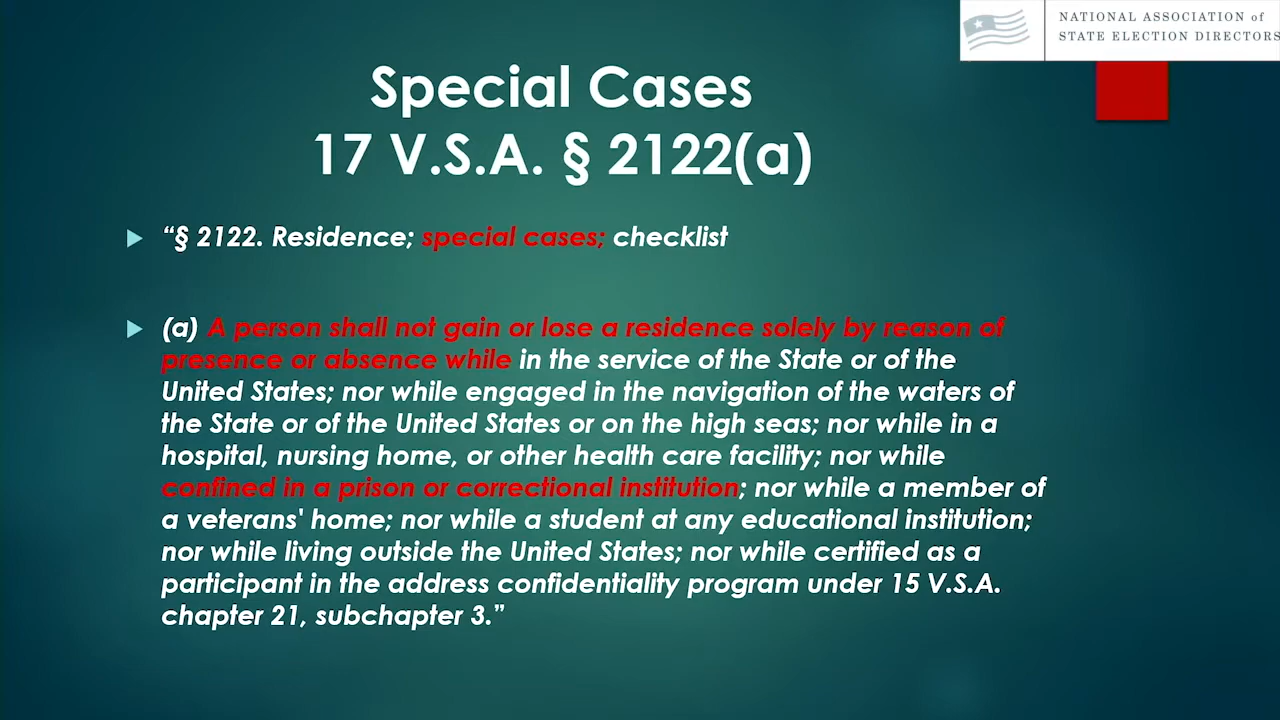 NATIONAL ASSOCIATION of
STATE ELECTION DIRECTORS
Special Cases
17 V.S.A. § 2122(a)
“§ 2122. Residence; special cases; checklist
(a) A person shall not gain or lose a residence solely by reason of
presence or absence while in the service of the State or of the
United States; nor while engaged in the navigation of the waters of
the State or of the United States or on the high seas; nor while in a
hospital, nursing home, or other health care facility; nor while
confined in a prison or correctional institution; nor while a member of
a veterans' home; nor while a student at any educational institution;
nor while living outside the United States; nor while certified as a
participant in the address confidentiality program under 15 V.S.A.
chapter 21, subchapter 3.”